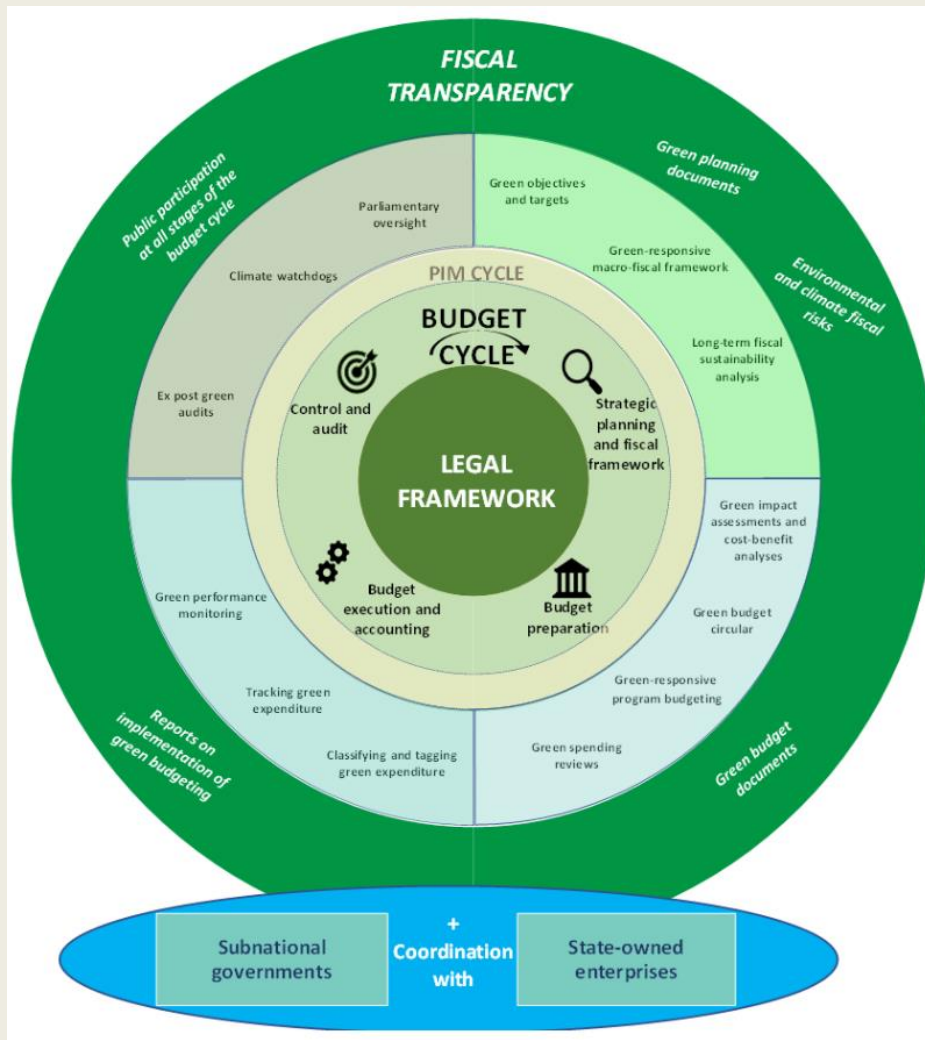 FISCAL
TRANSPARENCY
Public participation
at all stages of the
budget cycle
Green planning
documents
Environmental
and climate fiscal
risks
Green budget
documents
Reports on
implementation of
green budgeting
Parliamentary
oversight
Climate watchdogs
Ex post green
audits
Green objectives
and targets
Green-responsive
macro-fiscal framework
Long-term fiscal
sustainability
analysis
Green impact
assessments and
cost-benefit
analyses
Green budget
circular
Green-responsive
program budgeting
Green spending
reviews
Classifying and tagging
green expenditure
Tracking green
expenditure
Green performance
monitoring
PIM CYCLE
BUDGET
CYCLE
Control and
audit
Strategic
planning
and fiscal
framework
Budget
preparation
Budget
execution and
accounting
LEGAL
FRAMEWORK
Subnational
governments
+
Coordination
with
State-owned
enterprises